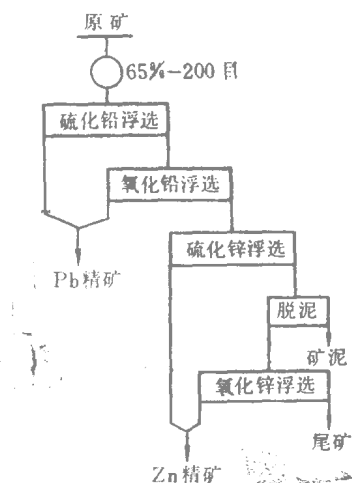 原矿
65%-200目
硫化铅浮选
氧化铅浮选
硫化锌浮选
Pb精矿
脱泥
矿泥
氧化锌浮选
尾矿
Zn精矿